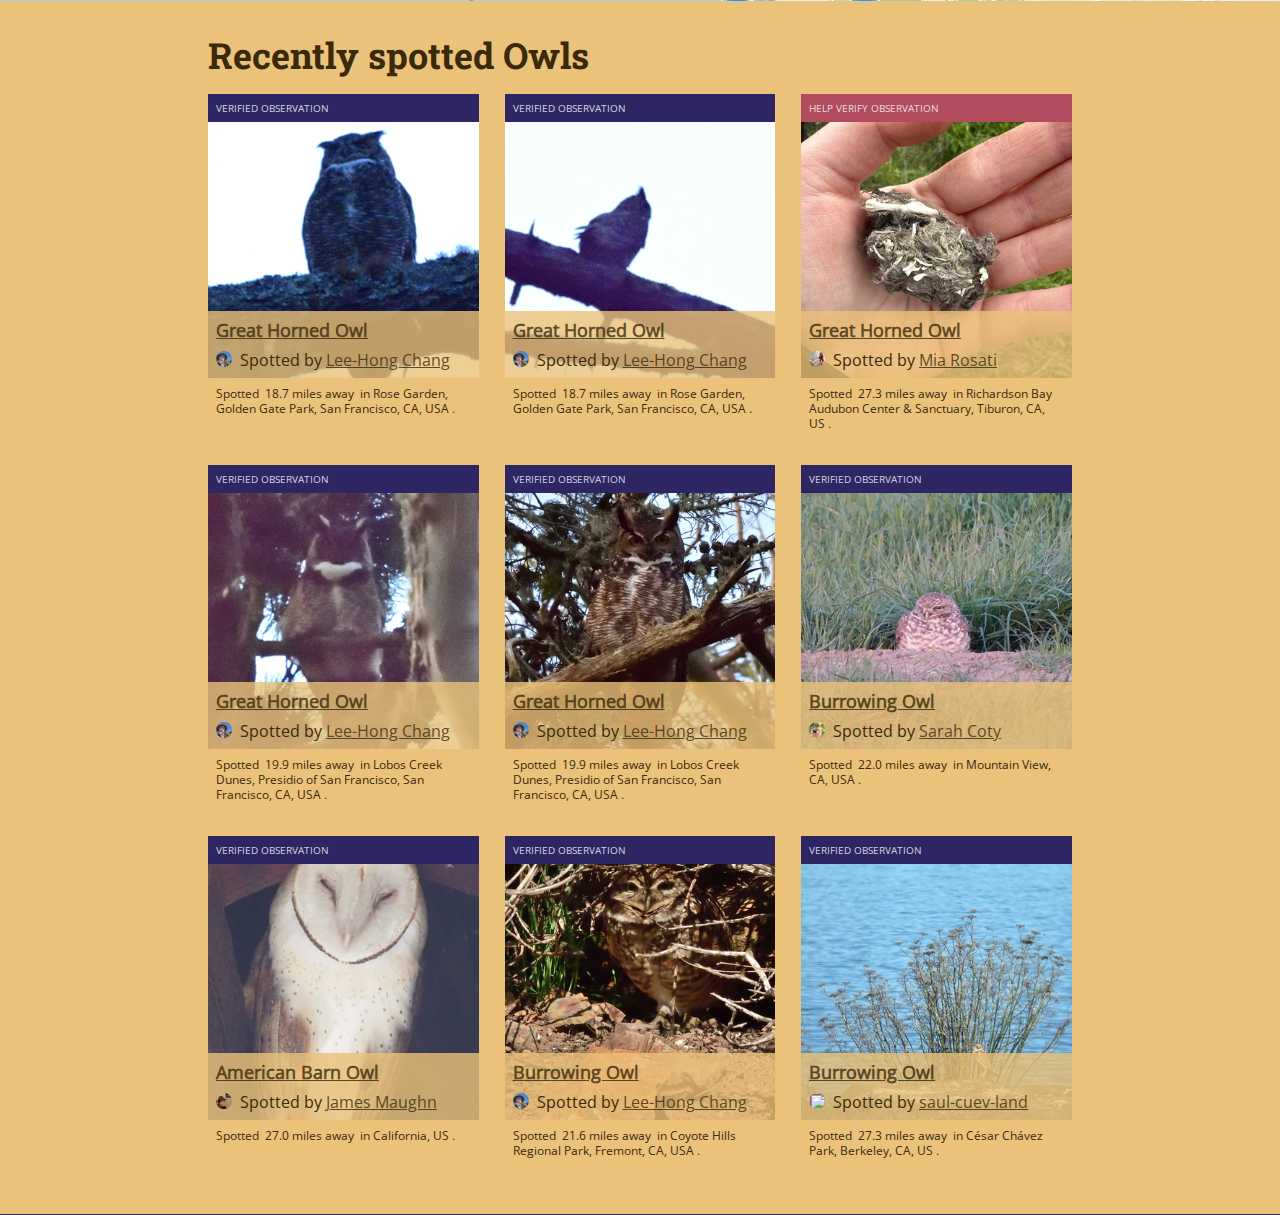 Recently spotted Owls
VERIFIED OBSERVATION
Great Horned Owl
Spotted by Lee-Hong Chang
Spotted 18.7 miles away in Rose Garden,
Golden Gate Park, San Francisco, CA, USA .
VERIFIED OBSERVATION
Great Horned Owl
Spotted by Lee-Hong Chang
Spotted 18.7 miles away in Rose Garden,
Golden Gate Park, San Francisco, CA, USA .
HELP VERIFY OBSERVATION
Great Horned Owl
Spotted by Mia Rosati
Spotted 27.3 miles away in Richardson Bay
Audubon Center & Sanctuary, Tiburon, CA,
US .
VERIFIED OBSERVATION
Great Horned Owl
Spotted by Lee-Hong Chang
Spotted 19.9 miles away in Lobos Creek
Dunes, Presidio of San Francisco, San
Francisco, CA, USA .
VERIFIED OBSERVATION
Great Horned Owl
Spotted by Lee-Hong Chang
Spotted 19.9 miles away in Lobos Creek
Dunes, Presidio of San Francisco, San
Francisco, CA, USA .
VERIFIED OBSERVATION
Burrowing Owl
Spotted by Sarah Coty
Spotted 22.0 miles away in Mountain View,
CA, USA .
VERIFIED OBSERVATION
American Barn Owl
Spotted by James Maughn
Spotted 27.0 miles away in California, US .
VERIFIED OBSERVATION
Burrowing Owl
Spotted by Lee-Hong Chang
Spotted 21.6 miles away in Coyote Hills
Regional Park, Fremont, CA, USA .
VERIFIED OBSERVATION
Burrowing Owl
Spotted by saul-cuev-land
Spotted 27.3 miles away in César Chávez
Park, Berkeley, CA, US .